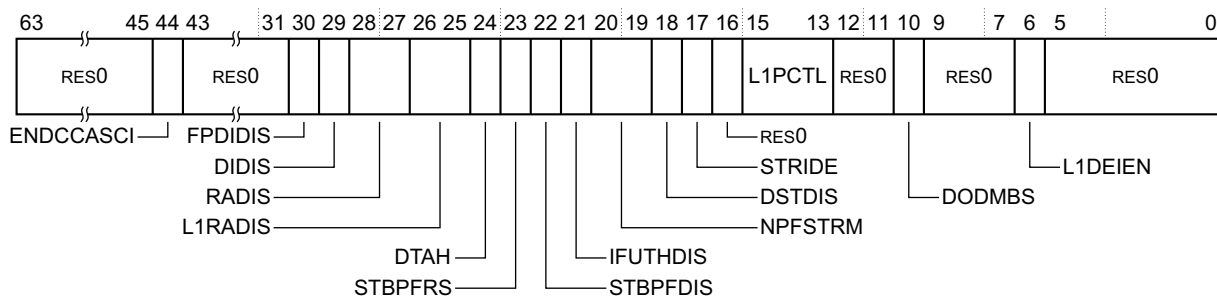 63 45 44 43 31 30 29 28 27 26 25 24 23 22 21 20 19 18 17 16 15 13 12 11 10 9 7 6 5 0
RES0 RES0 L1PCTL RES0 RES0 RES0
ENDCCASCI FPDIDIS RES0
DIDIS STRIDE L1DEIEN
RADIS DSTDIS DODMBS
L1RADIS NPFSTRM
DTAH IFUTHDIS
STBPFRS STBPFDIS